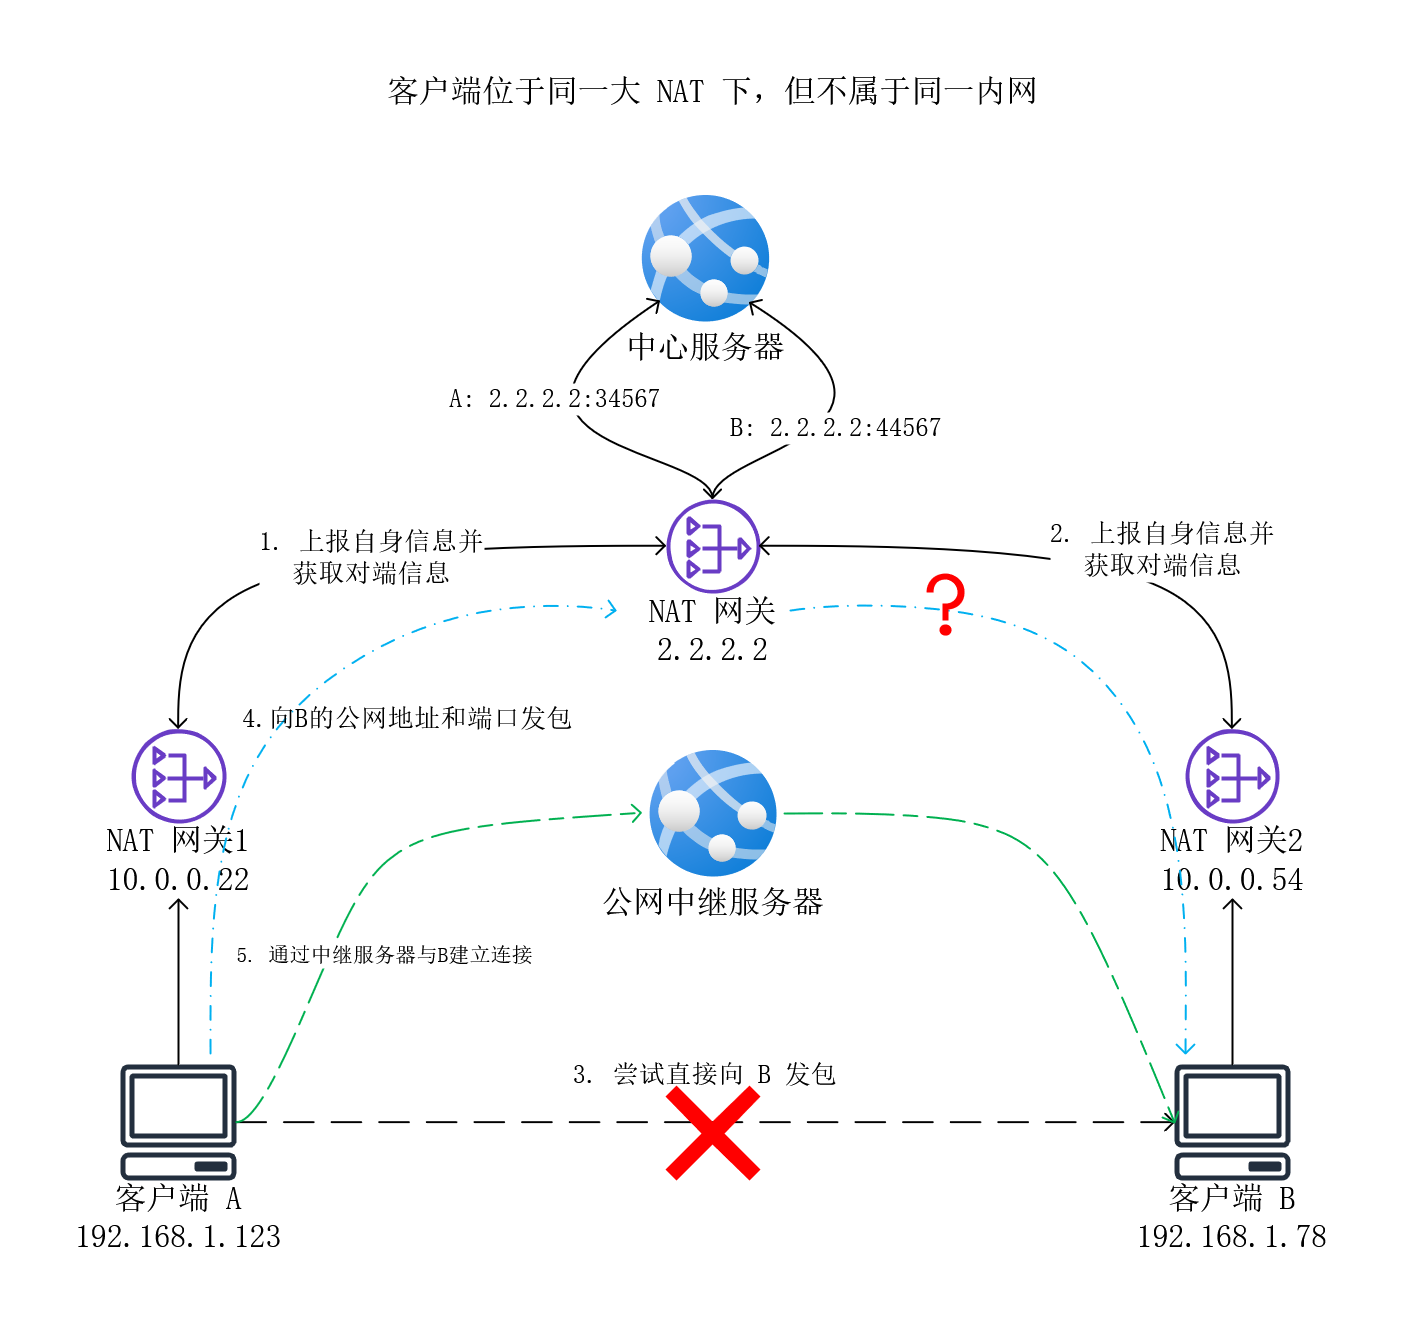 客户端位于同一大 NAT 下，但不属于同一内网
中心服务器
A: 2.2.2.2:34567
B: 2.2.2.2:44567
1. 上报自身信息并
获取对端信息
2. 上报自身信息并
获取对端信息
NAT 网关
2.2.2.2
4.向B的公网地址和端口发包
NAT 网关1
10.0.0.22
NAT 网关2
10.0.0.54
公网中继服务器
5. 通过中继服务器与B建立连接
3. 尝试直接向 B 发包
客户端 A
192.168.1.123
客户端 B
192.168.1.78